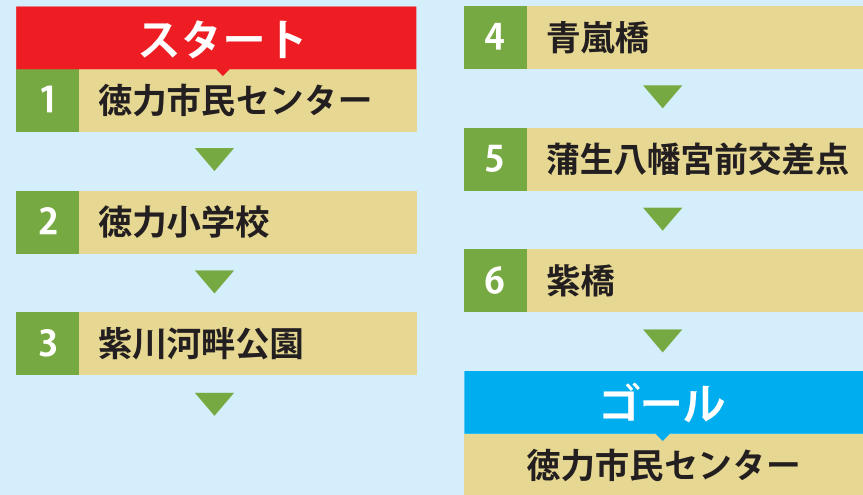 スタート
1 徳力市民センター
2 徳力小学校
3 紫川河畔公園
4 青嵐橋
5 蒲生八幡宮前交差点
6 紫橋
ゴール
徳力市民センター